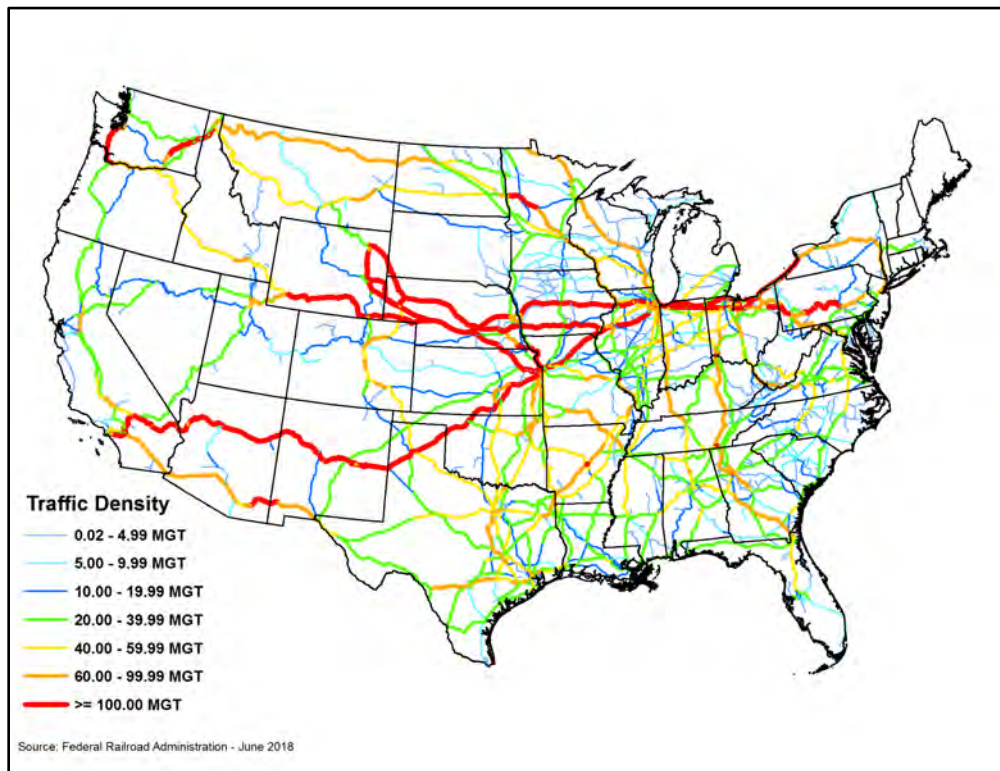 Traffic Density
0.02 - 4.99 MGT
5.00 - 9.99 MGT
10.00 - 19.99 MGT
20.00 - 39.99 MGT
40.00 - 59.99 MGT
60.00 - 99.99 MGT
>= 100.00 MGT
Source: Federal Railroad Administration - June 2018